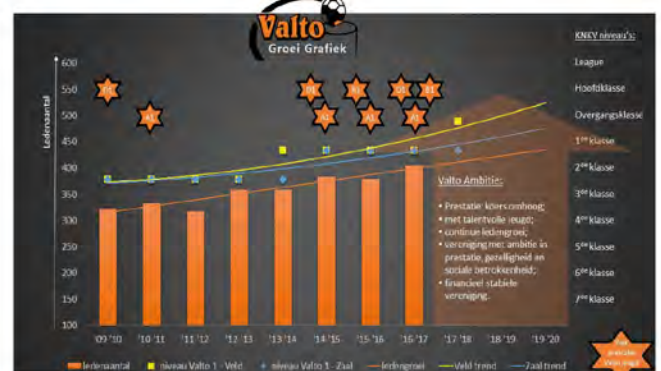 Valto
Groei Grafiek
KNKV niveau's:
League
Hoofdklasse
Overgangsklasse
1ste klasse
2de klasse
3de klasse
4de klasse
5de klasse
6de klasse
7de klasse
Ledenaantal
600
550
500
450
400
350
300
250
200
150
100
D1
A1
D1
A1
A1
D1
A1
B1
Valto Ambitie:
• Prestatie: koers omhoog;
• met talentvolle jeugd;
• continue ledengroei;
• vereniging met ambitie in
prestatie, gezelligheid en
sociale betrokkenheid;
• financieel stabiele
vereniging.
'09 '10
'10 '11
'11 '12
'12 '13
'13 '14
'14 '15
'15 '16
'16 '17
'17 '18
'18 '19
'19 '20
ledenaantal
niveau Valto 1 - Veld
niveau Valto 1 - Zaal
ledengroei
Veld trend
Zaal trend